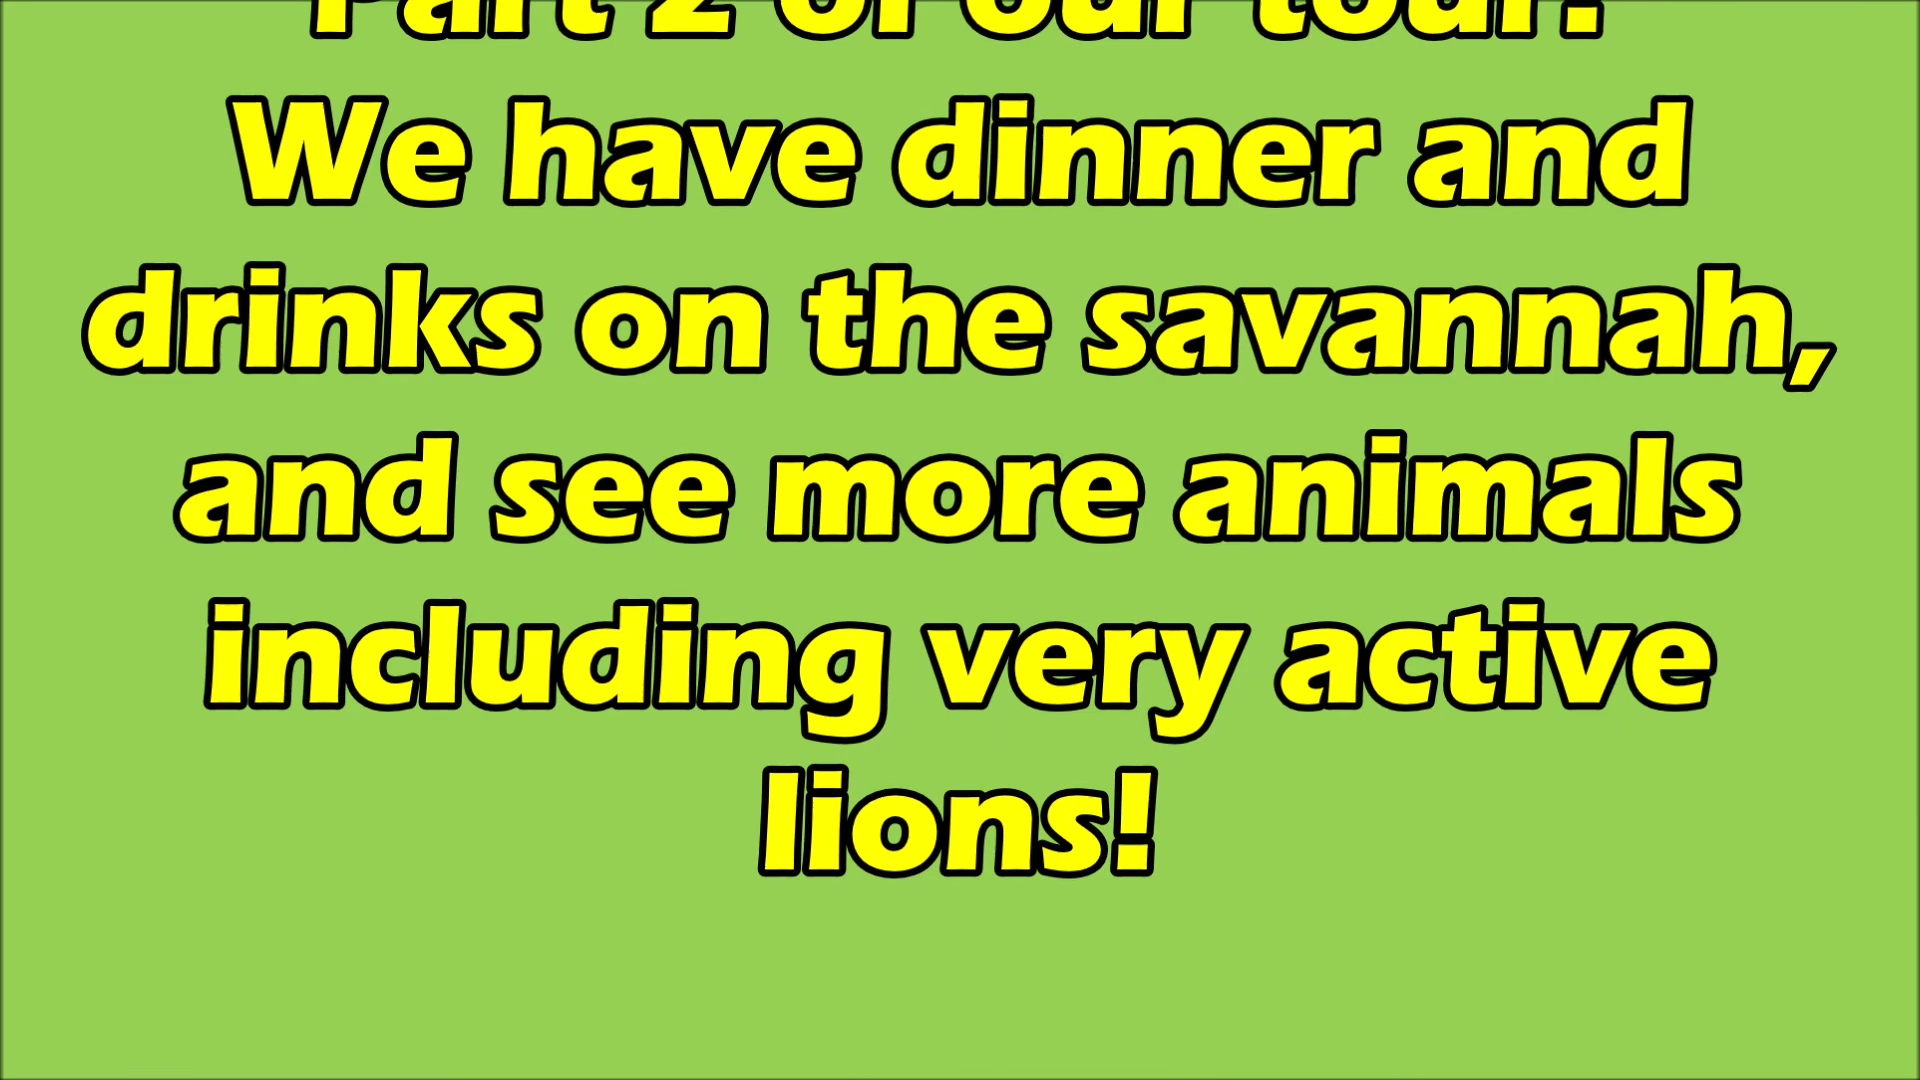 Part 2 of our tour.
We have dinner and
drinks on the savannah,
and see more animals
including very active
lions!